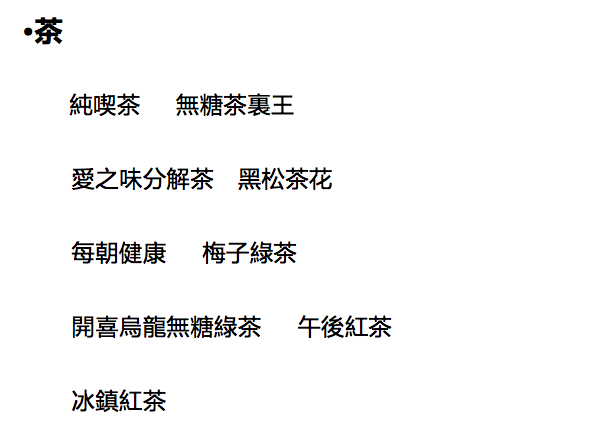 •茶
純喫茶 無糖茶裏王
愛之味分解茶 黑松茶花
每朝健康 梅子綠茶
開喜烏龍無糖綠茶 午後紅茶
冰鎮紅茶